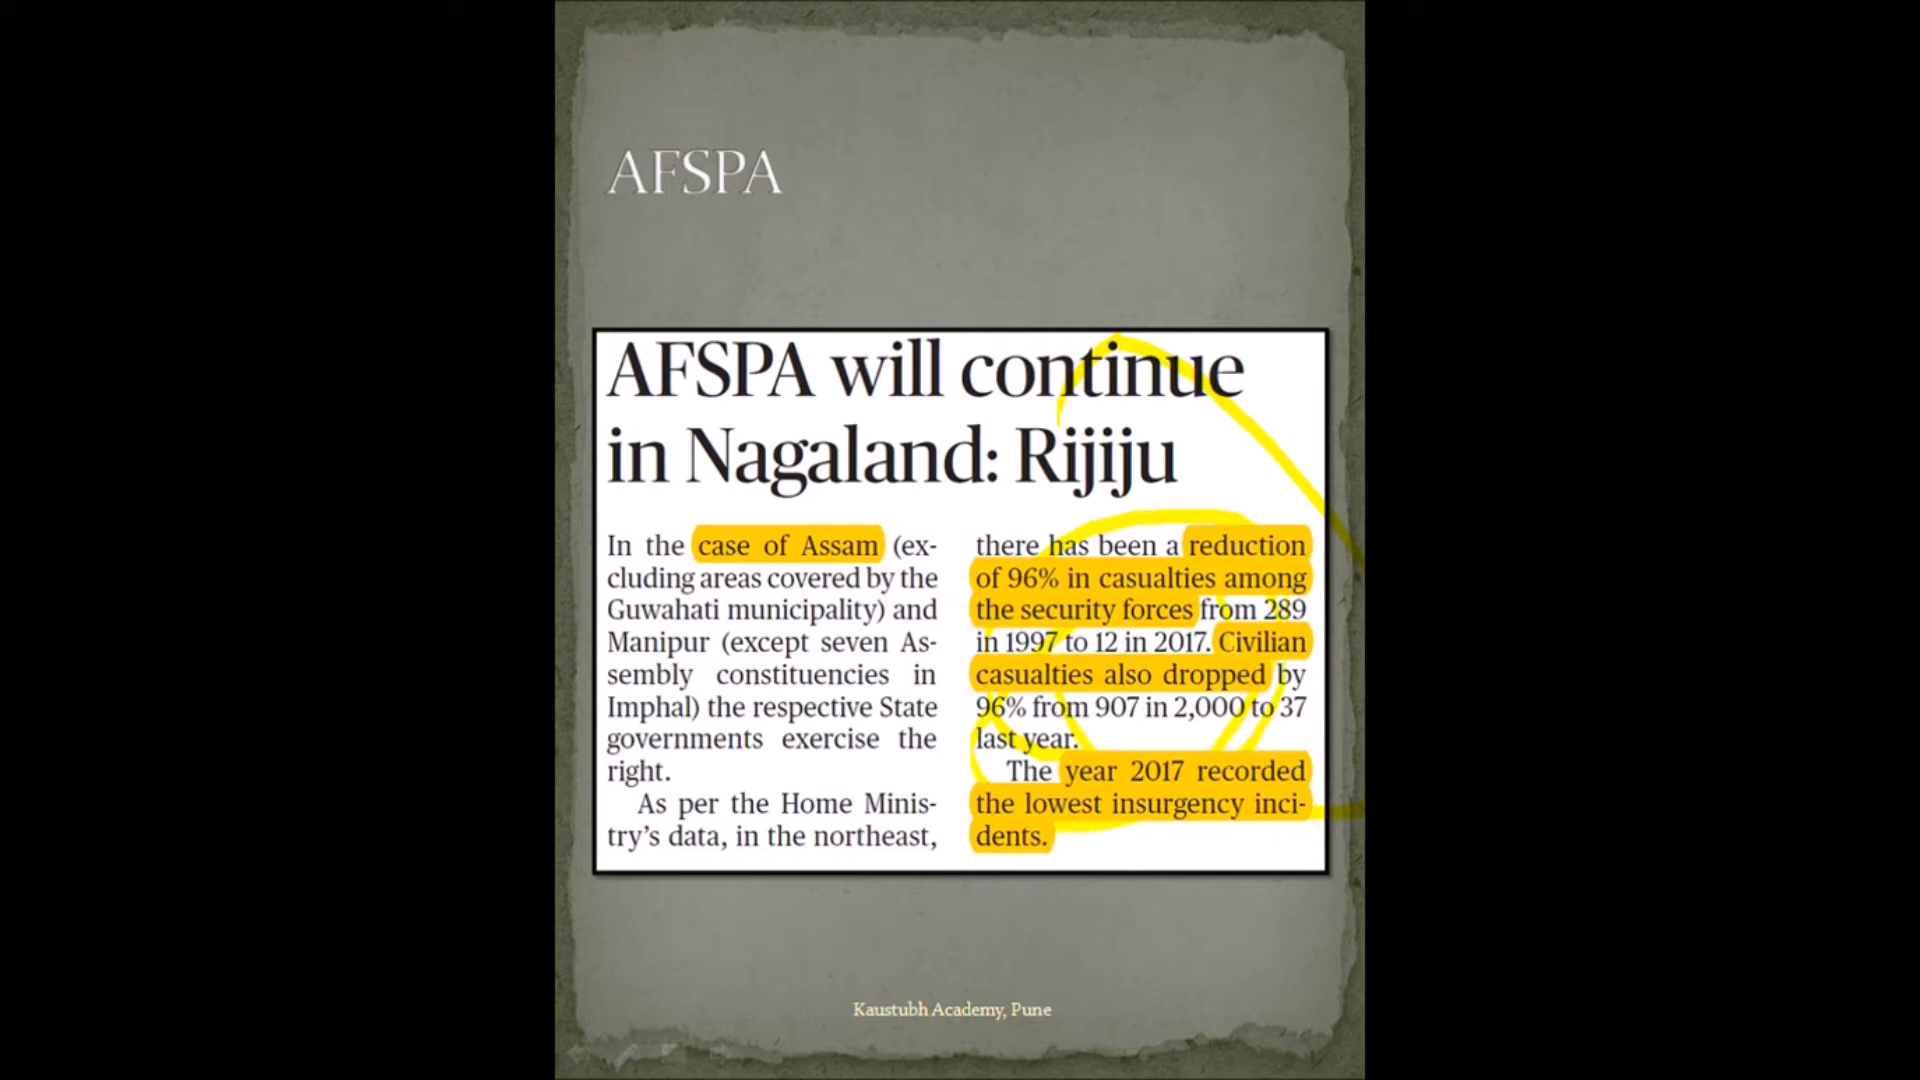 AFSPA
AFSPA will continue
in Nagaland: Rijiju
In the case of Assam (ex-
cluding areas covered by the
Guwahati municipality) and
Manipur (except seven As-
sembly constituencies in
Imphal) the respective State
governments exercise the
right.
As per the Home Minis-
try's data, in the northeast,
there has been a reduction
of 96% in casualties among
the security forces from 289
in 1997 to 12 in 2017. Civilian
casualties also dropped by
96% from 907 in 2,000 to 37
last year.
The year 2017 recorded
the lowest insurgency inci-
dents.
Kaustubh Academy, Pune